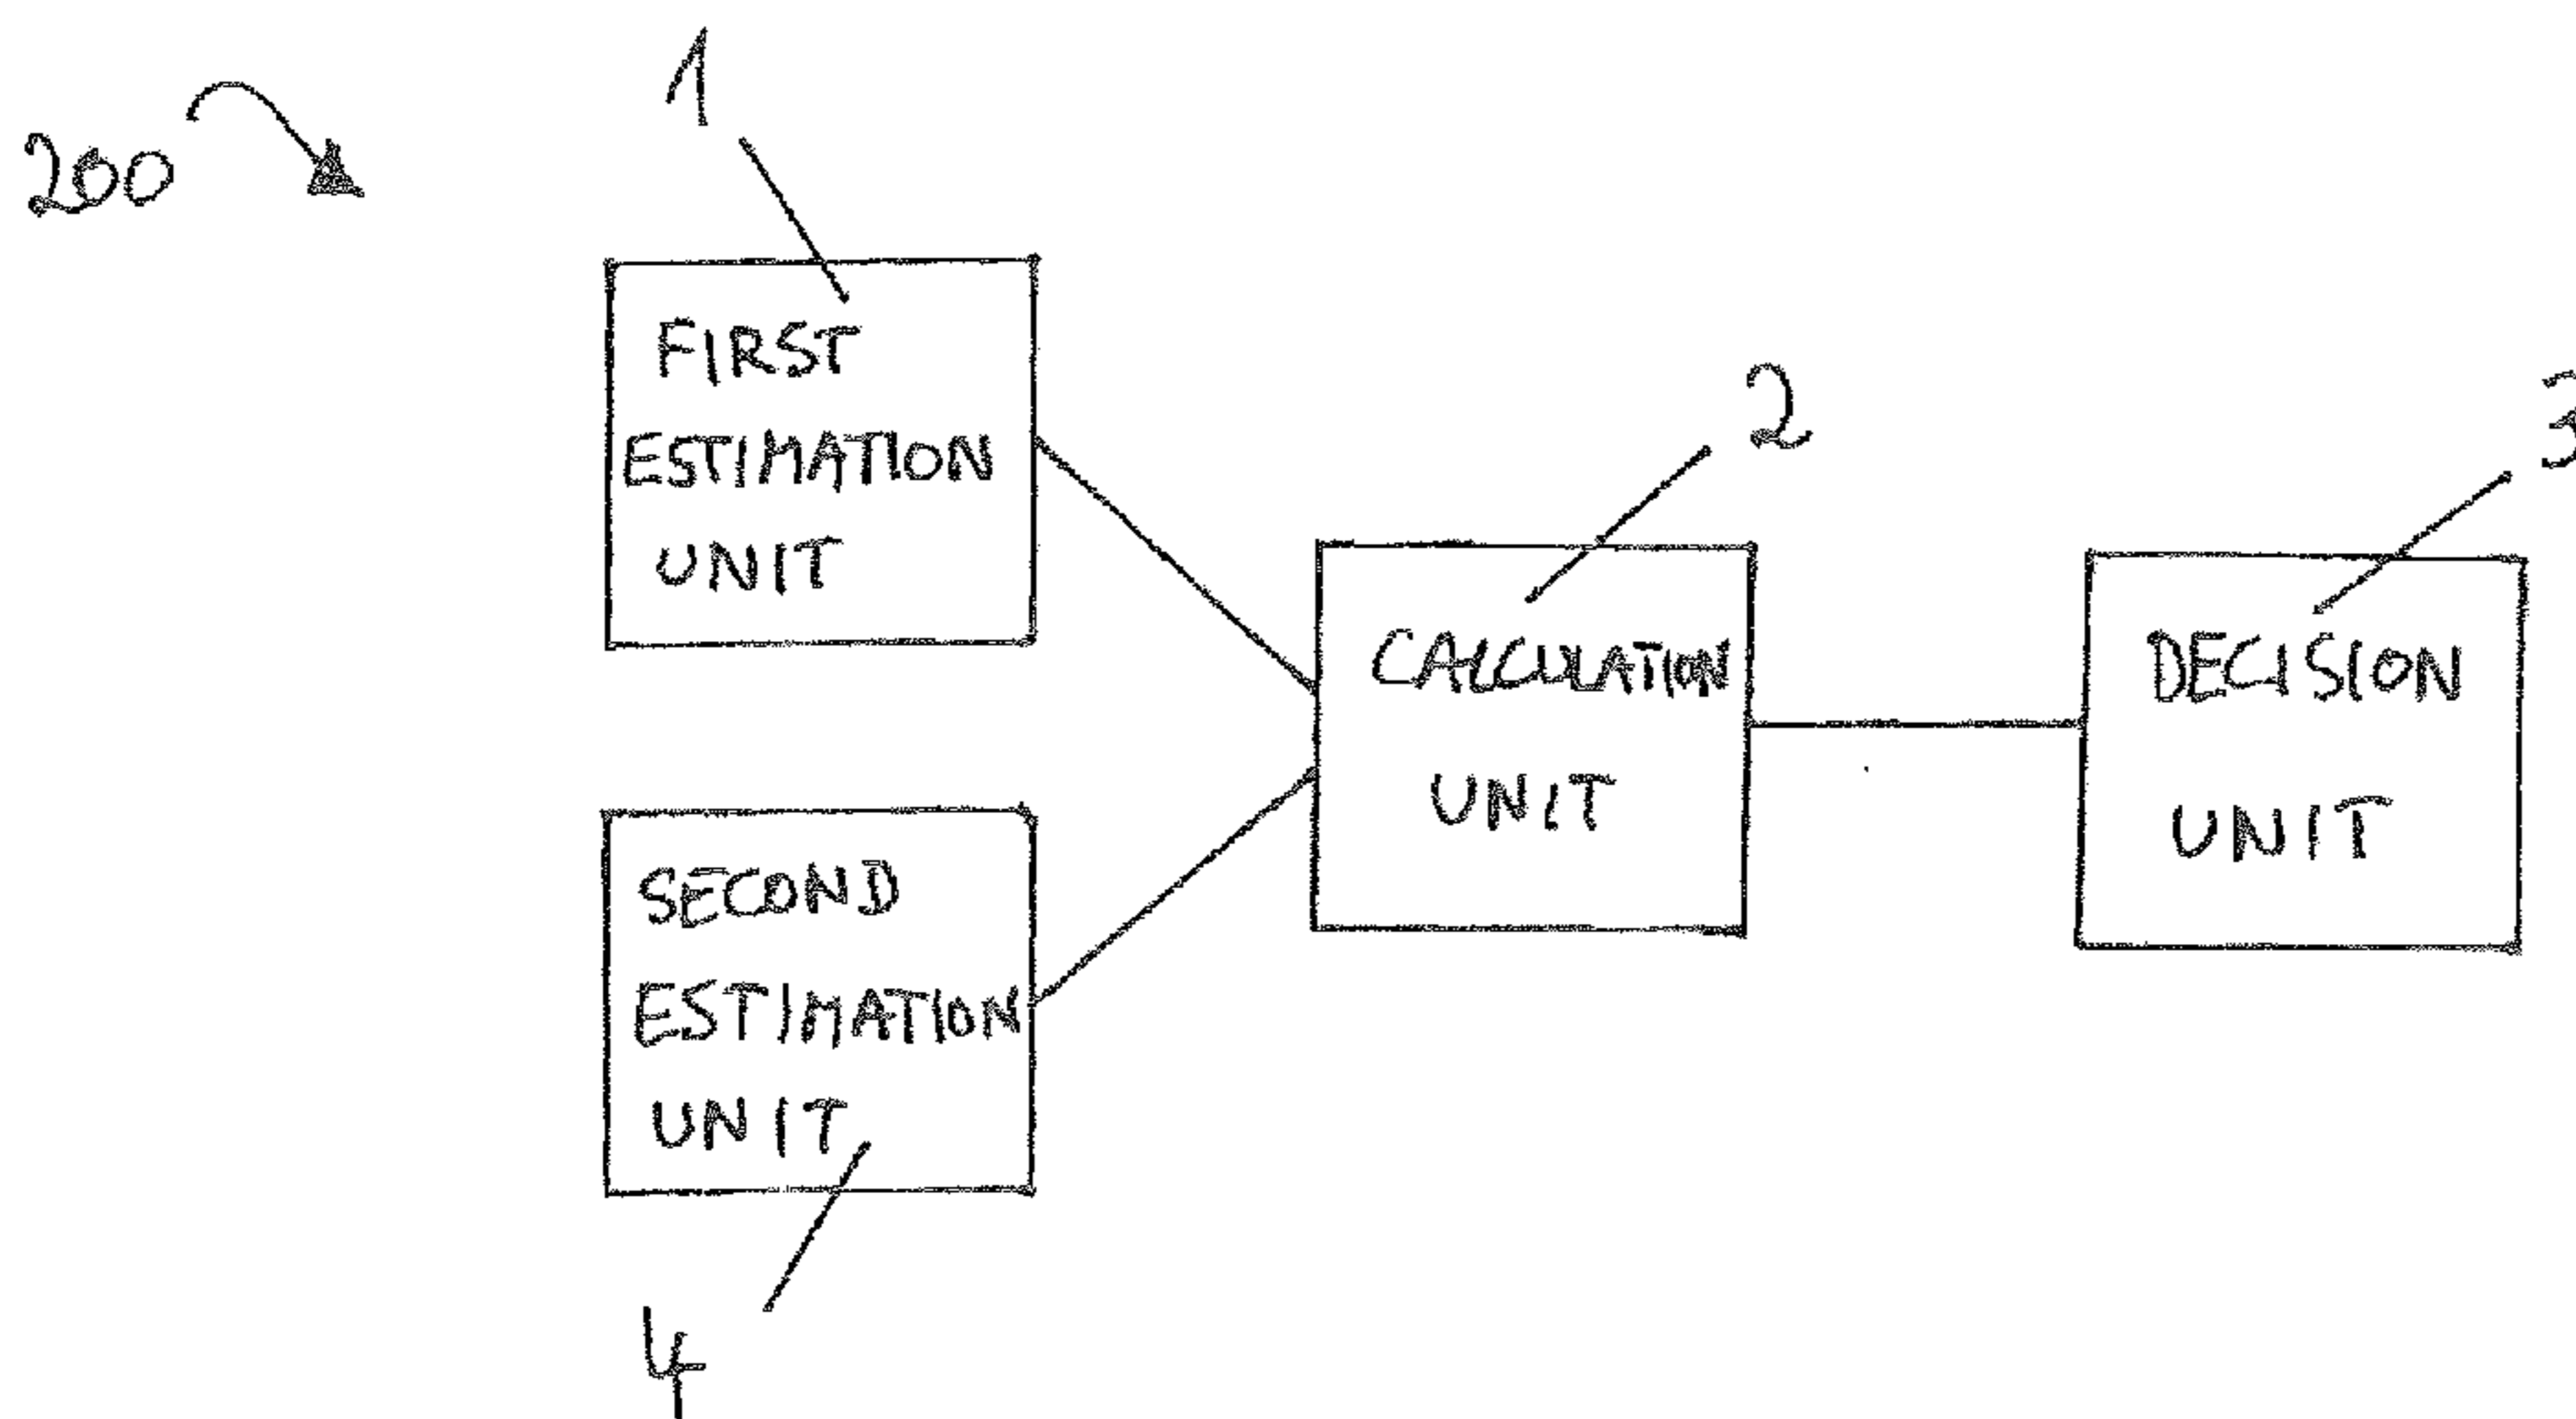 200
1
FIRST
ESTIMATION
UNIT
2
CALCULATION
UNIT
3
DECISION
UNIT
SECOND
ESTIMATION
UNIT
4